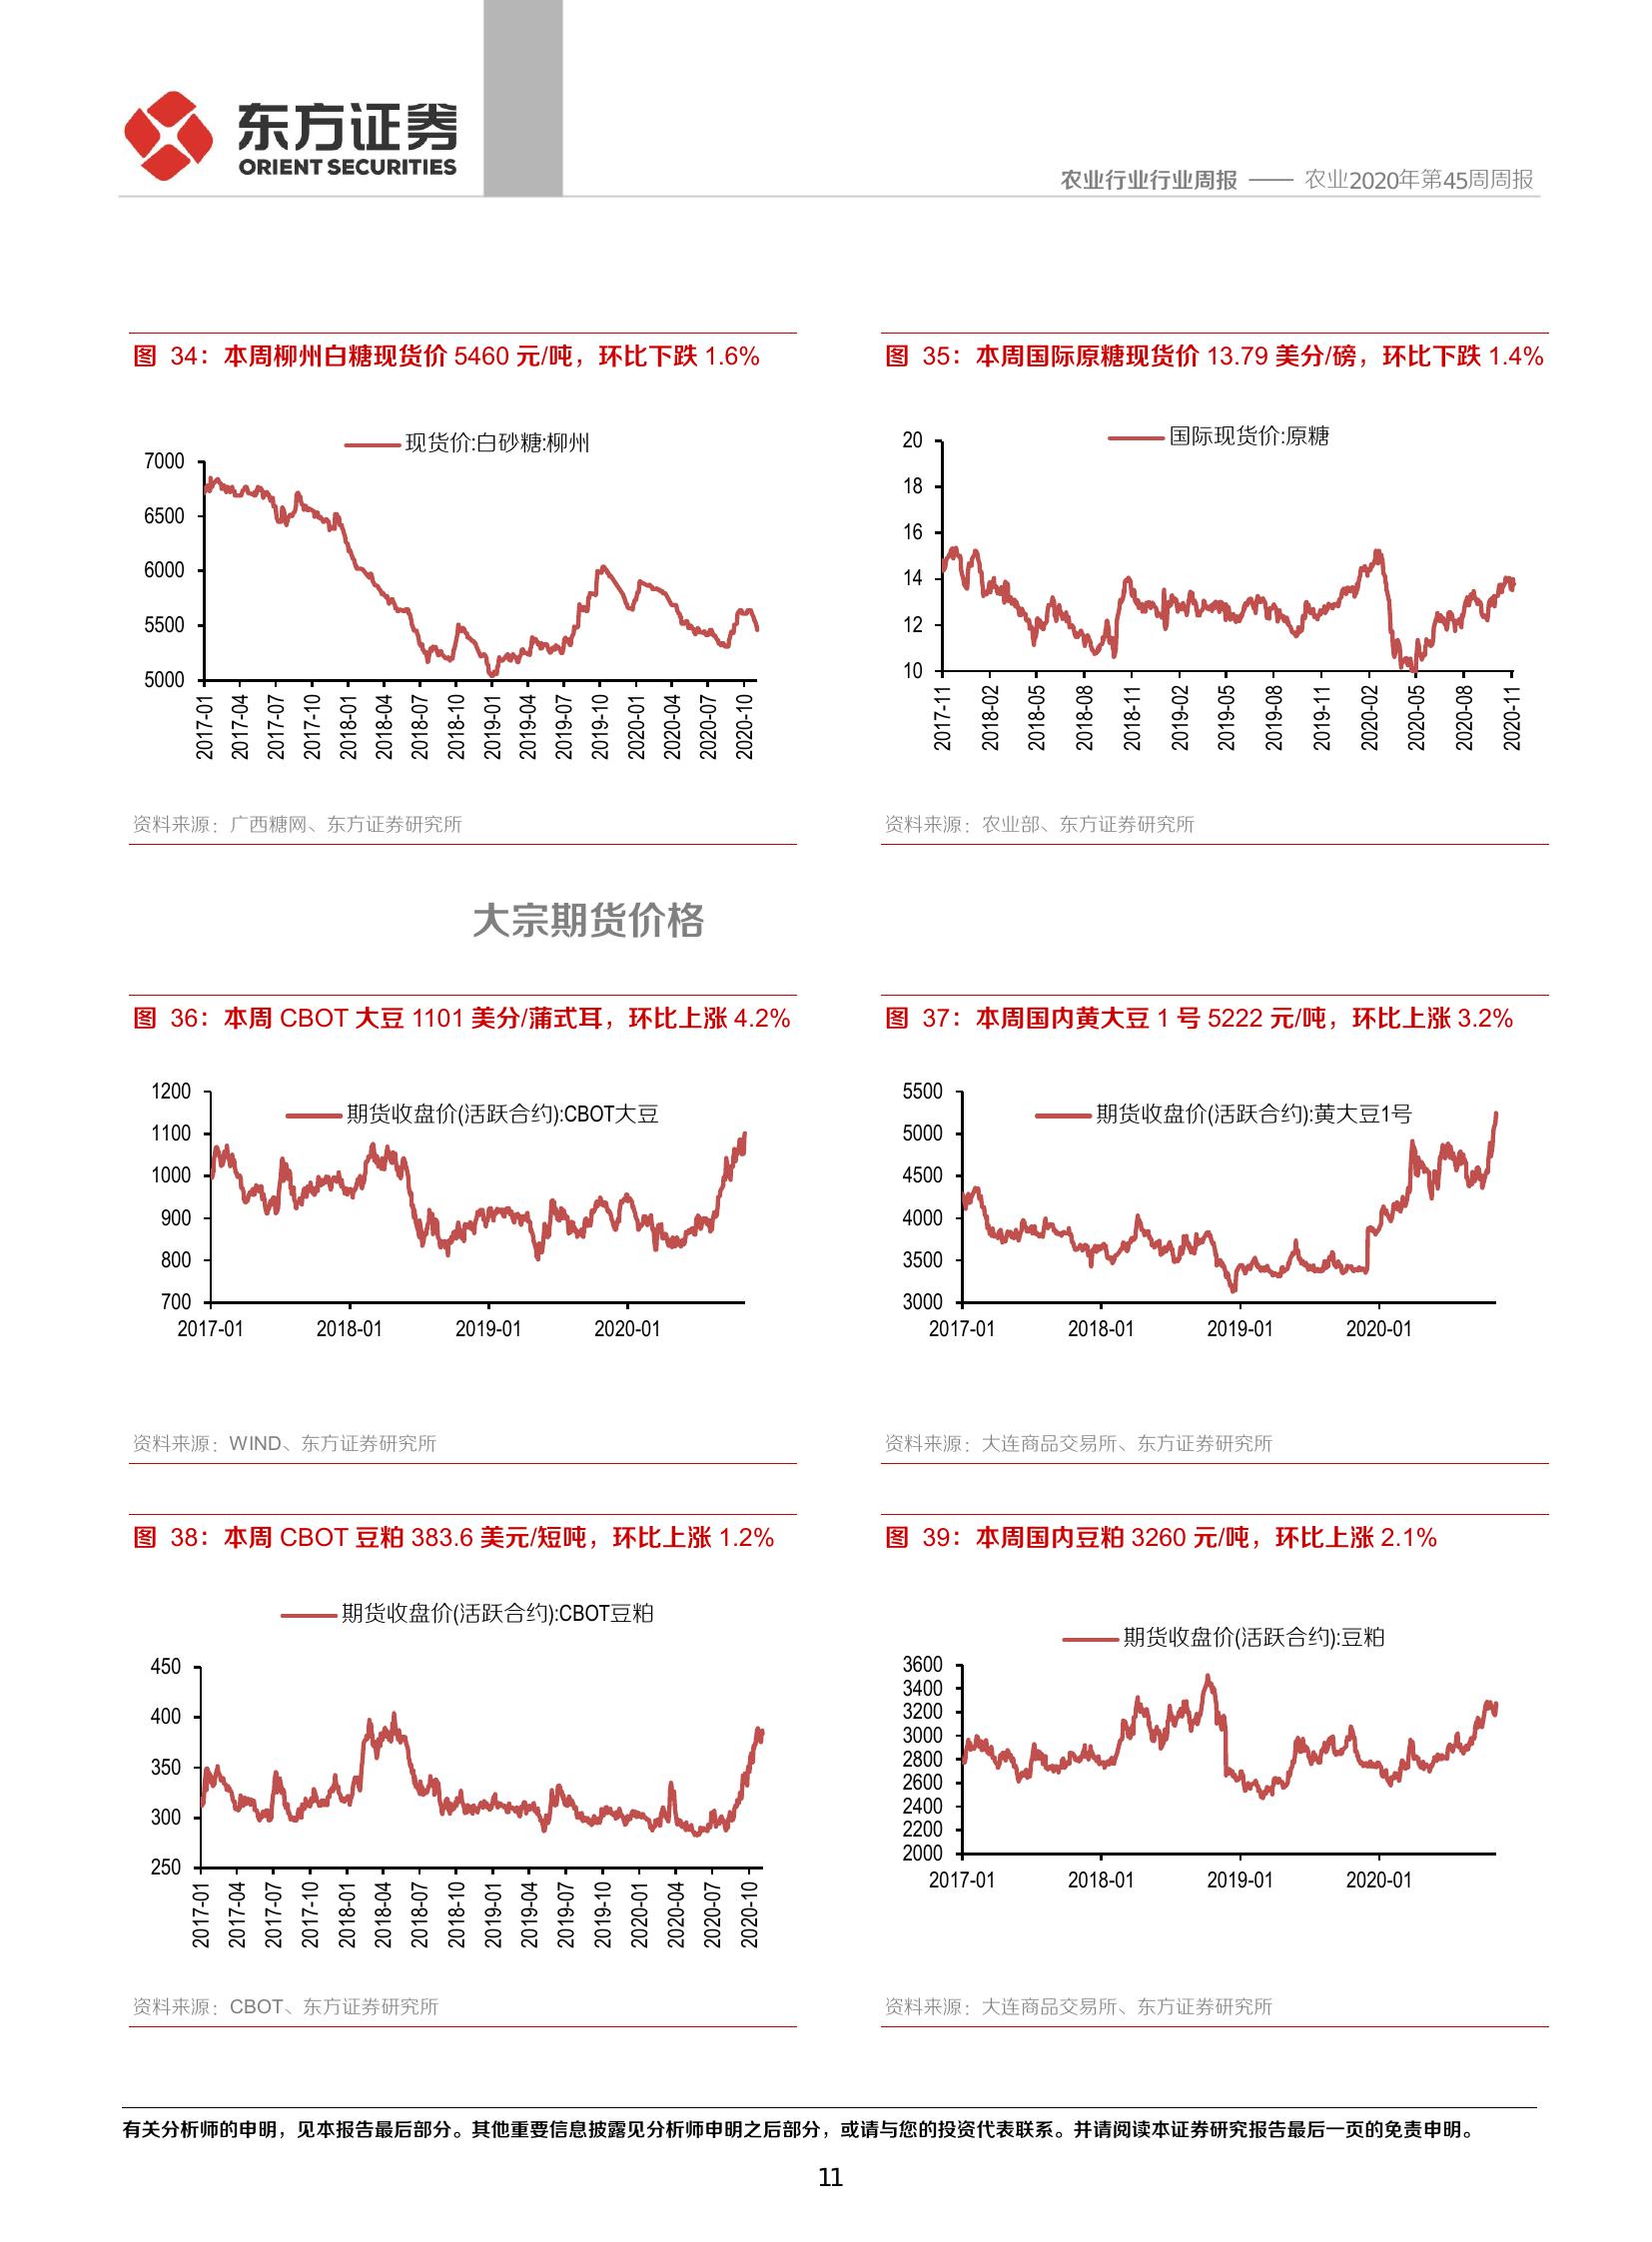 东方证券
ORIENT SECURITIES
农业行业行业周报 —— 农业2020年第45周周报
图 34：本周柳州白糖现货价 5460 元/吨，环比下跌 1.6%
现货价:白砂糖:柳州
7000
6500
6000
5500
5000
2017-01 2017-04 2017-07 2017-10 2018-01 2018-04 2018-07 2018-10 2019-01 2019-04 2019-07 2019-10 2020-01 2020-04 2020-07 2020-10
资料来源：广西糖网、东方证券研究所
图 35：本周国际原糖现货价 13.79 美分/磅，环比下跌 1.4%
国际现货价:原糖
20
18
16
14
12
10
2017-11 2018-02 2018-05 2018-08 2018-11 2019-02 2019-05 2019-08 2019-11 2020-02 2020-05 2020-08 2020-11
资料来源：农业部、东方证券研究所
大宗期货价格
图 36：本周 CBOT 大豆 1101 美分/蒲式耳，环比上涨 4.2%
期货收盘价(活跃合约):CBOT大豆
1200
1100
1000
900
800
700
2017-01 2018-01 2019-01 2020-01
资料来源：WIND、东方证券研究所
图 37：本周国内黄大豆 1 号 5222 元/吨，环比上涨 3.2%
期货收盘价(活跃合约):黄大豆1号
5500
5000
4500
4000
3500
3000
2017-01 2018-01 2019-01 2020-01
资料来源：大连商品交易所、东方证券研究所
图 38：本周 CBOT 豆粕 383.6 美元/短吨，环比上涨 1.2%
期货收盘价(活跃合约):CBOT豆粕
450
400
350
300
250
2017-01 2017-04 2017-07 2017-10 2018-01 2018-04 2018-07 2018-10 2019-01 2019-04 2019-07 2019-10 2020-01 2020-04 2020-07 2020-10
资料来源：CBOT、东方证券研究所
图 39：本周国内豆粕 3260 元/吨，环比上涨 2.1%
期货收盘价(活跃合约):豆粕
3600
3400
3200
3000
2800
2600
2400
2200
2000
2017-01 2018-01 2019-01 2020-01
资料来源：大连商品交易所、东方证券研究所
有关分析师的申明，见本报告最后部分。其他重要信息披露见分析师申明之后部分，或请与您的投资代表联系。并请阅读本证券研究报告最后一页的免责申明。
11